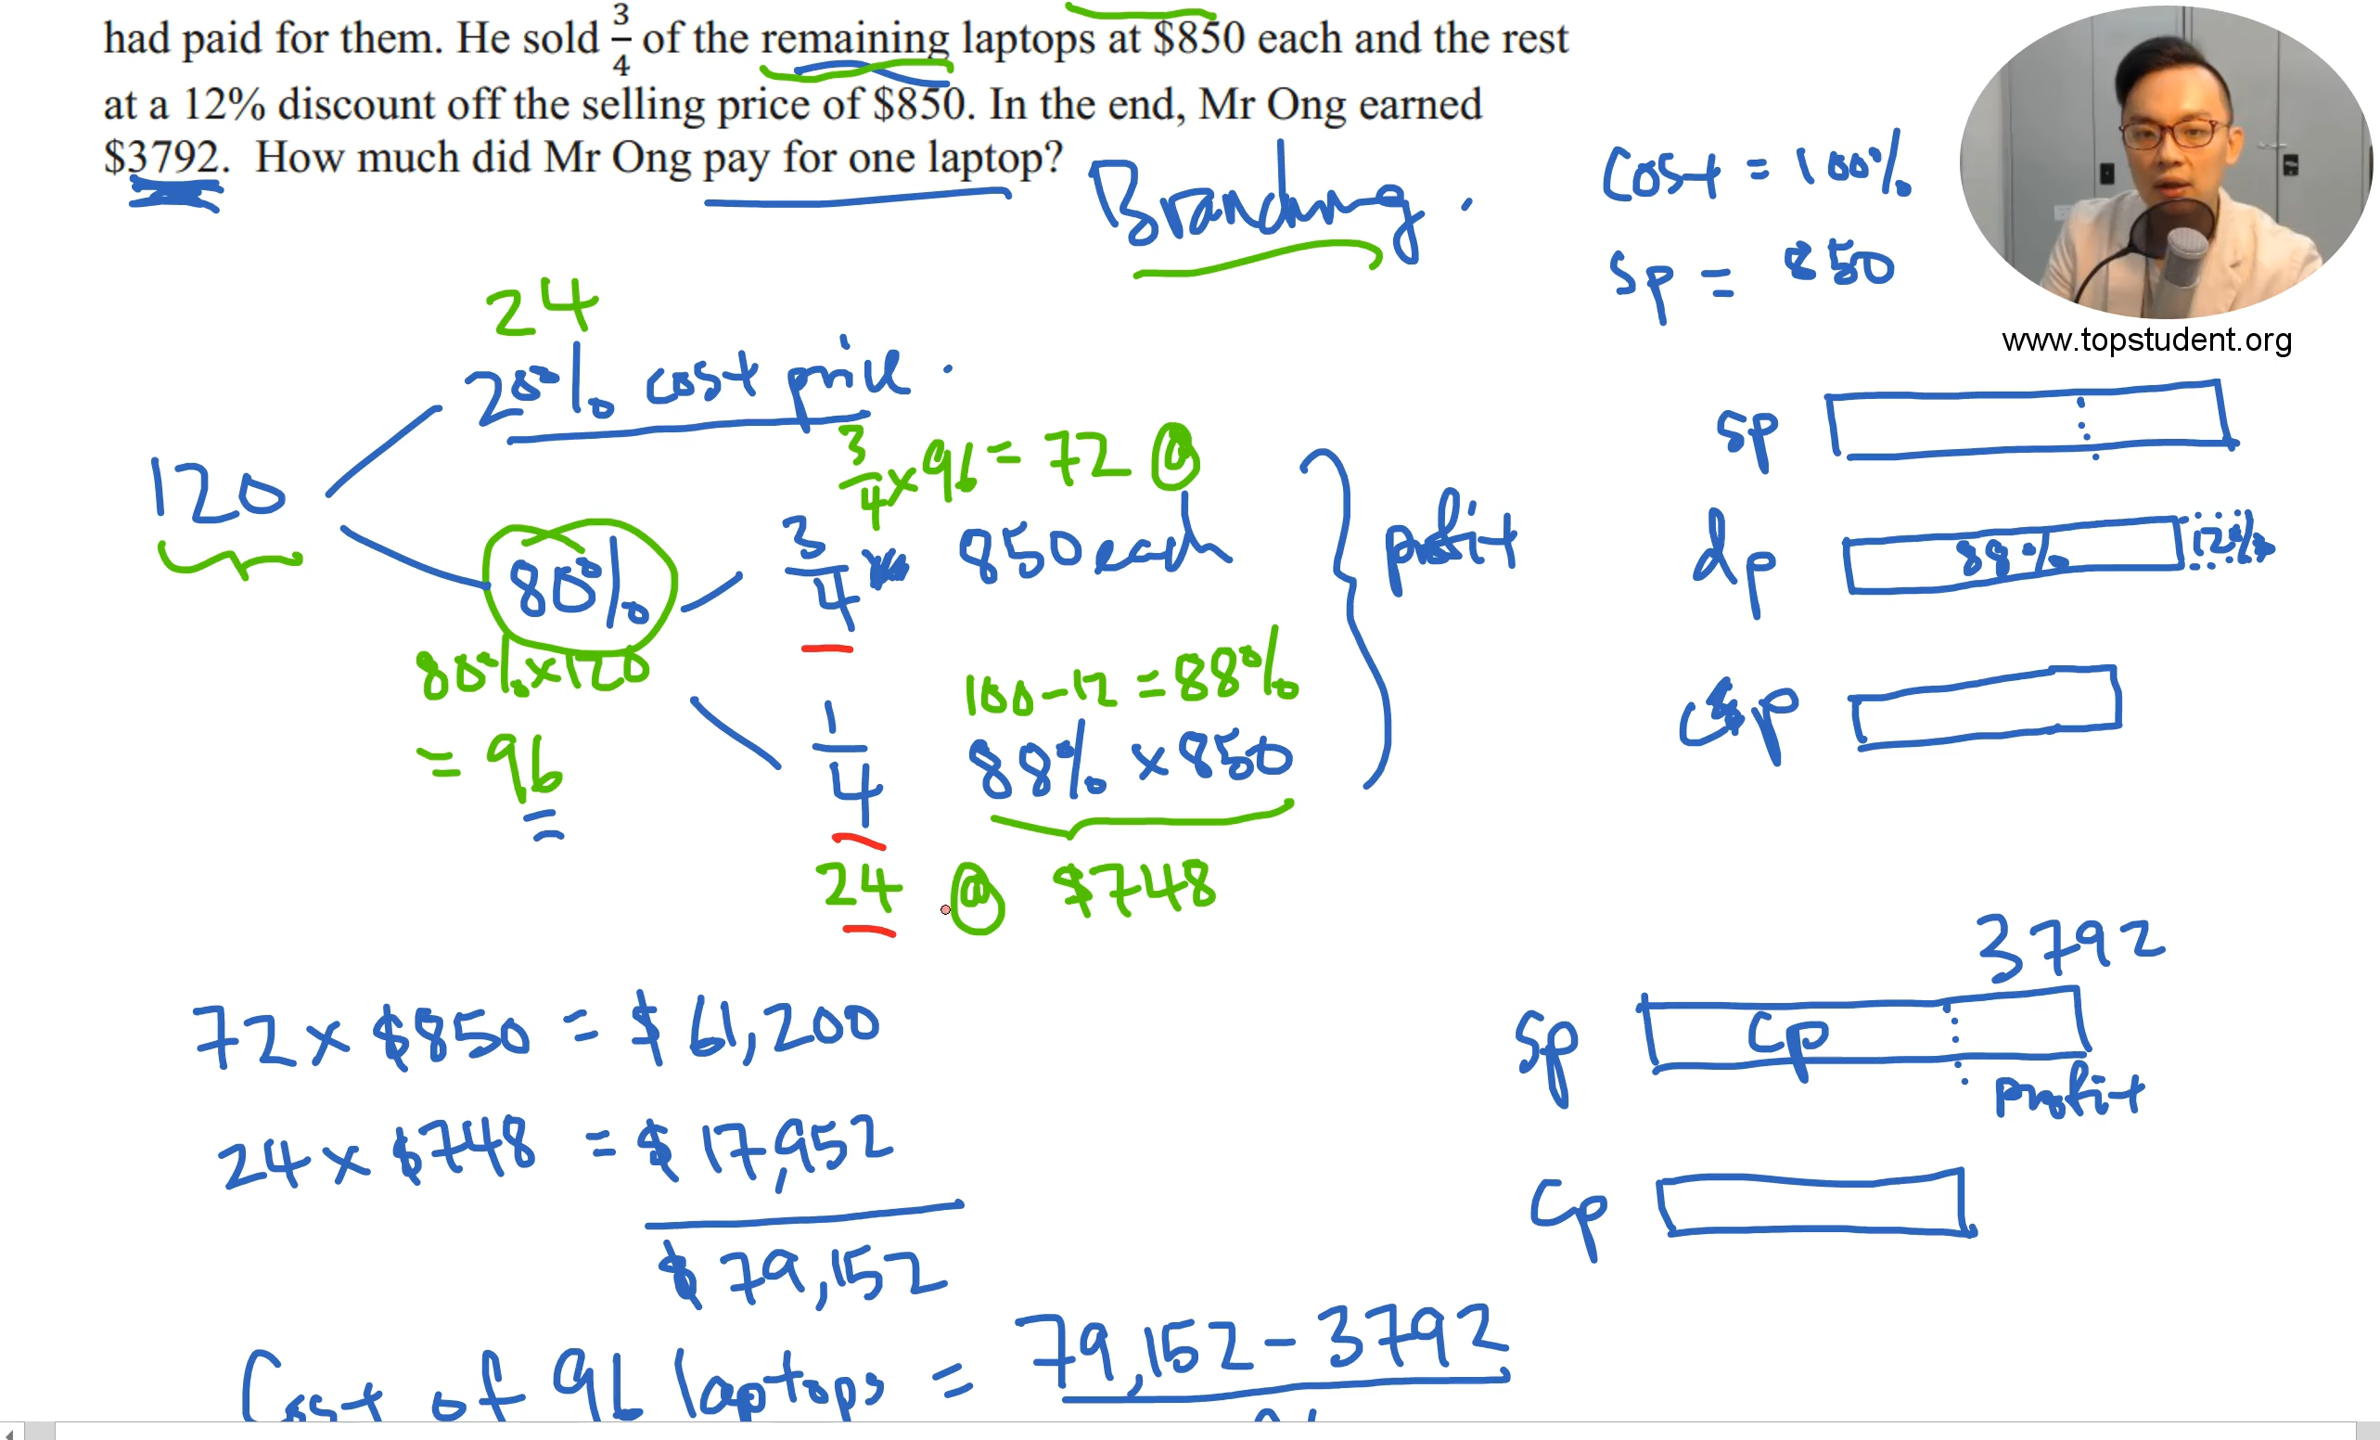 had paid for them. He sold 3/4 of the remaining laptops at $850 each and the rest
at a 12% discount off the selling price of $850. In the end, Mr Ong earned
$3792. How much did Mr Ong pay for one laptop?
Branching.
Cost = 100%
Sp = 850
www.topstudent.org
24
20% cost price.
120
3/4 x 96 = 72 @
80%
3/4
850 each
profit
80% x 120
= 96
100 - 12 = 88%
1/4
88% x 850
24 @ $748
sp
dp 88% 12%
cp
72 x $850 = $61,200
24 x $748 = $17,952
$79,152
Cost of 96 laptops = 79,152 - 3792
3792
Sp Cp
Profit
Cp